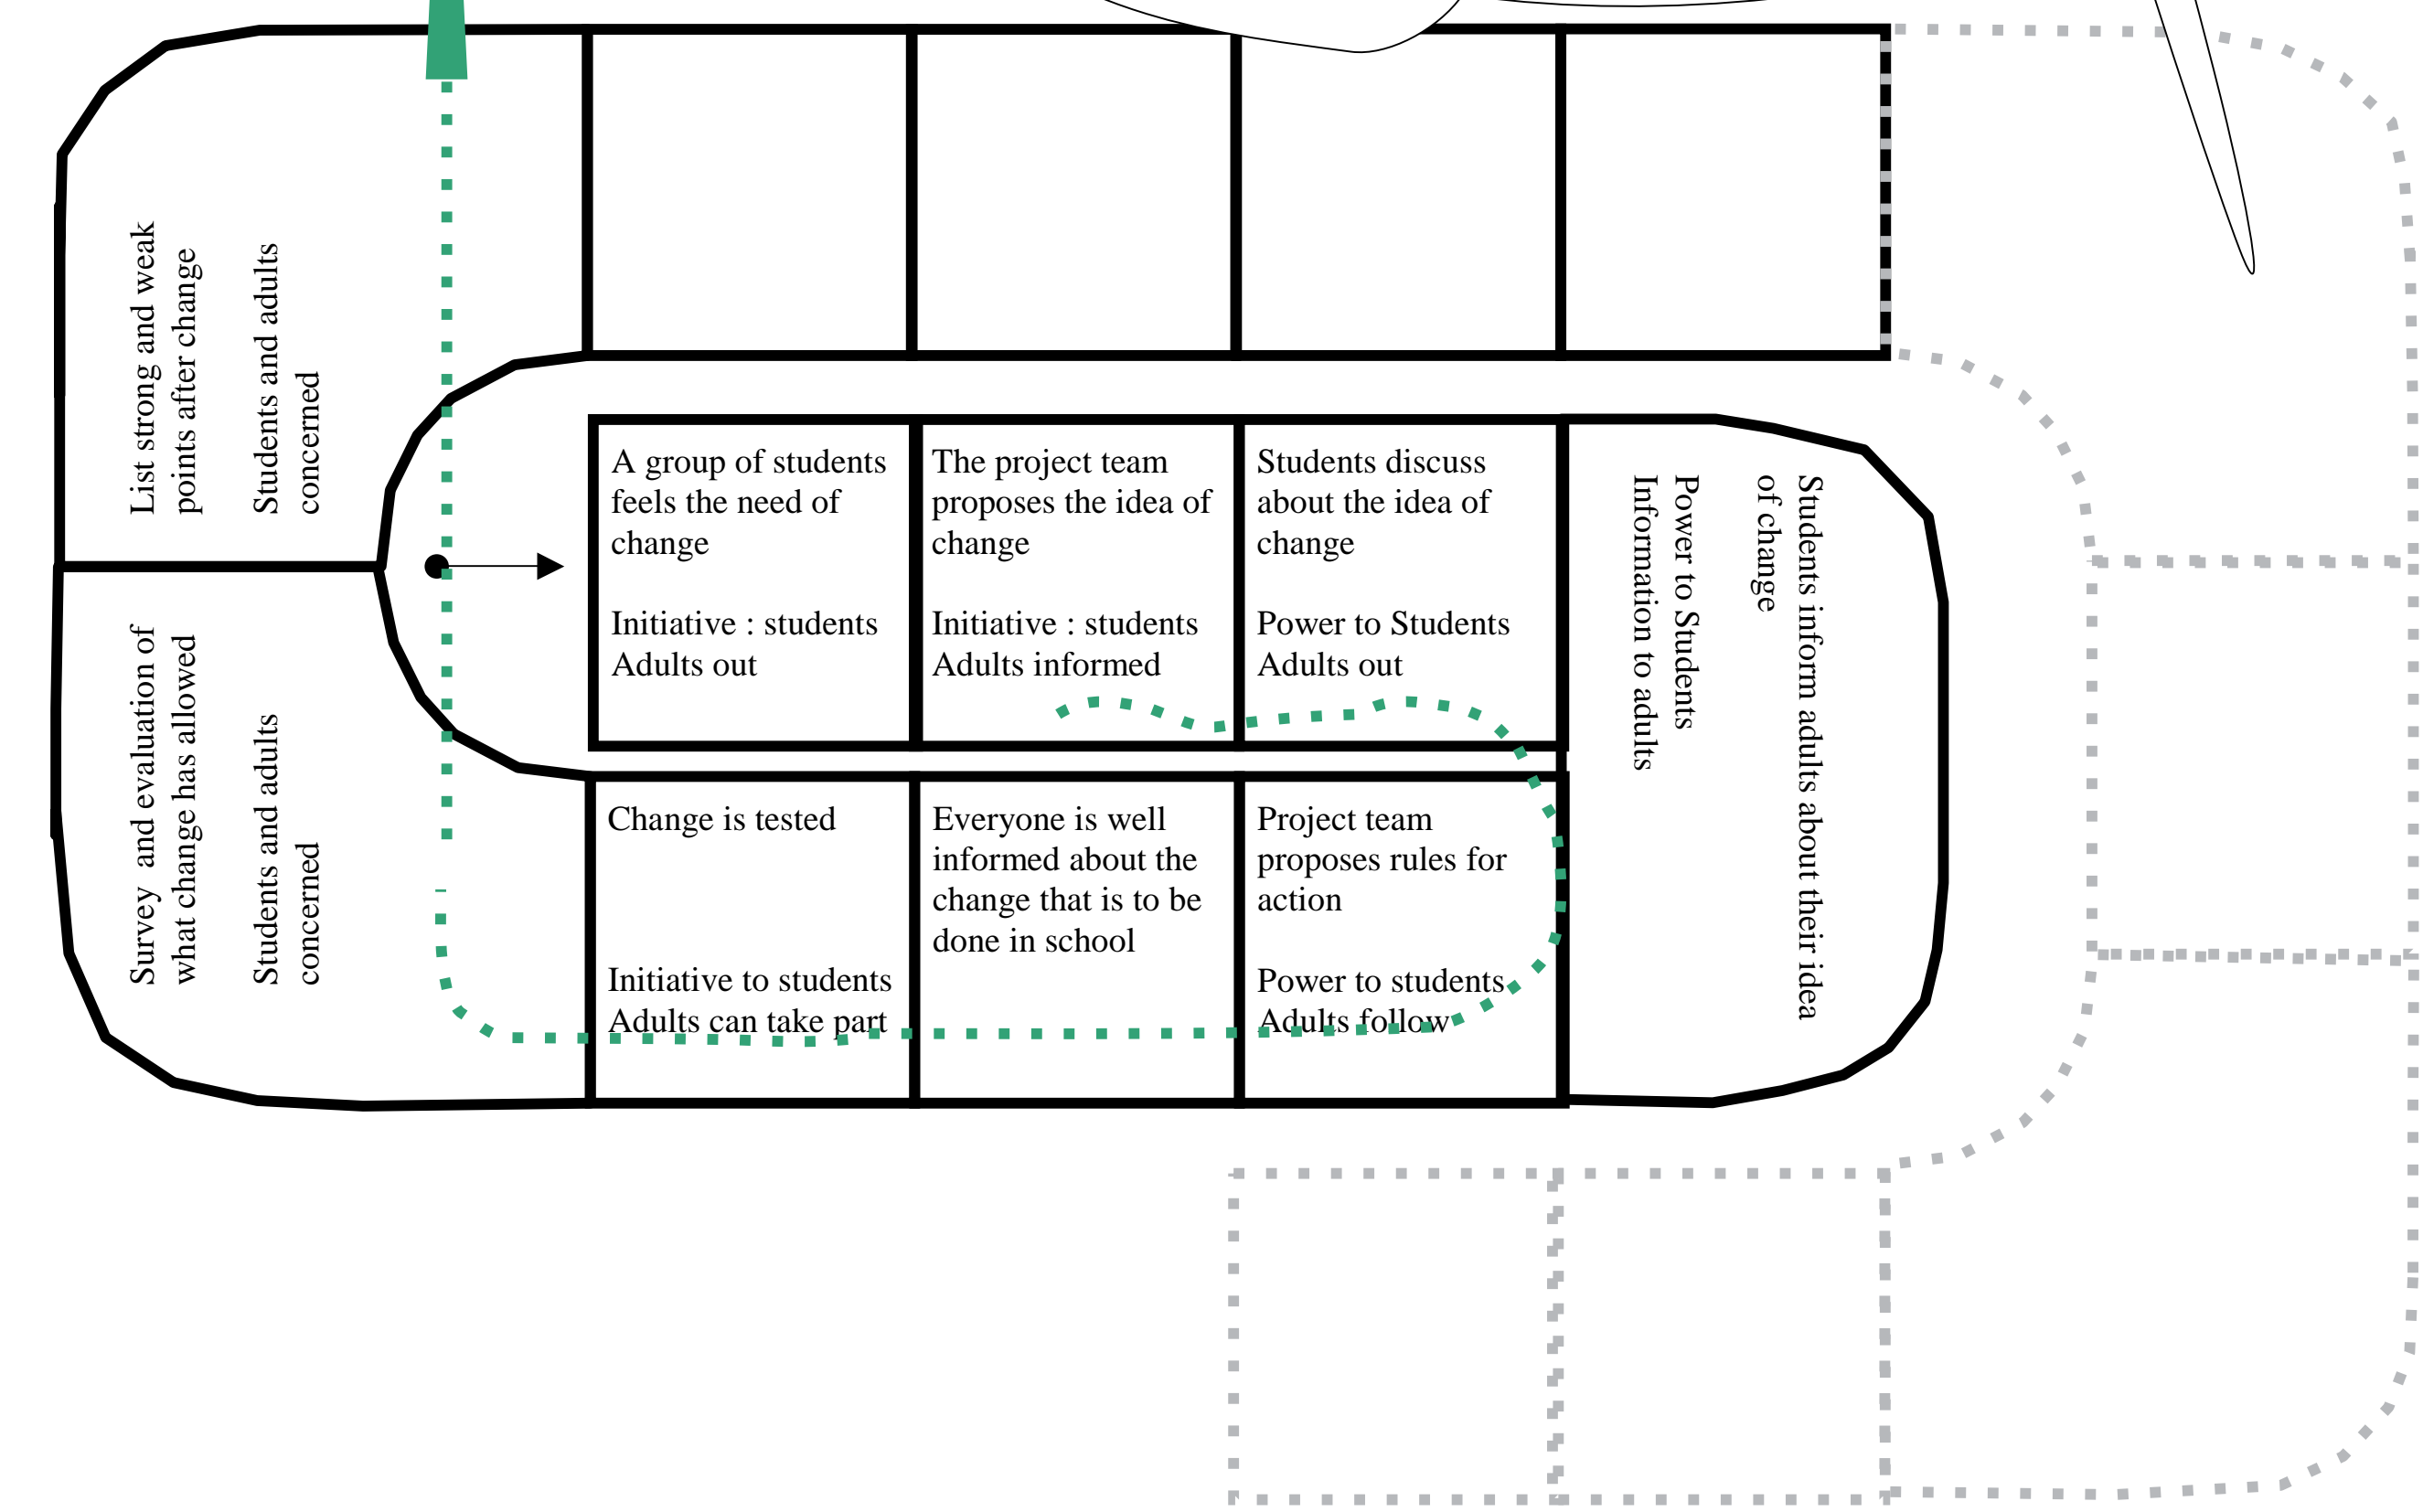 A group of students
feels the need of
change
Initiative : students
Adults out
The project team
proposes the idea of
change
Initiative : students
Adults informed
Students discuss
about the idea of
change
Power to Students
Adults out
Students inform adults about their idea
of change
Power to Students
Information to adults
Project team
proposes rules for
action
Power to students
Adults follow
Everyone is well
informed about the
change that is to be
done in school
Change is tested
Initiative to students
Adults can take part
Survey and evaluation of
what change has allowed
Students and adults
concerned
List strong and weak
points after change
Students and adults
concerned